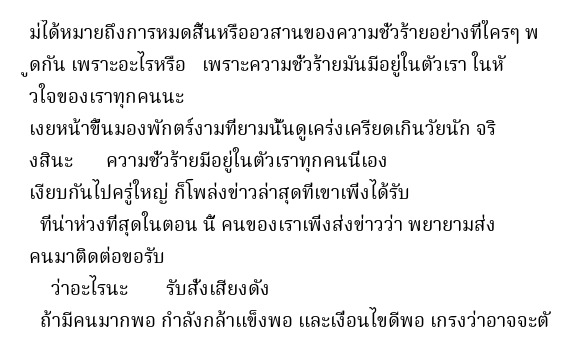 ม่ได้หมายถึงการหมดสิ้นหรืออวสานของความชั่วร้ายอย่างที่ใครๆ พ
ูดกัน เพราะอะไรหรือ เพราะความชั่วร้ายมันมีอยู่ในตัวเรา ในหั
วใจของเราทุกคนนะ
เงยหน้าขึ้นมองพักตร์งามที่ยามนั้นดูเคร่งเครียดเกินวัยนัก จริ
งสินะ ความชั่วร้ายมีอยู่ในตัวเราทุกคนนี่เอง
เงียบกันไปครู่ใหญ่ ก็โพล่งข่าวล่าสุดที่เขาเพิ่งได้รับ
ที่น่าห่วงที่สุดในตอน นี้ คนของเราเพิ่งส่งข่าวว่า พยายามส่ง
คนมาติดต่อขอรับ
ว่าอะไรนะ รับสั่งเสียงดัง
ถ้ามีคนมากพอ กำลังกล้าแข็งพอ และเงื่อนไขดีพอ เกรงว่าอาจจะตั